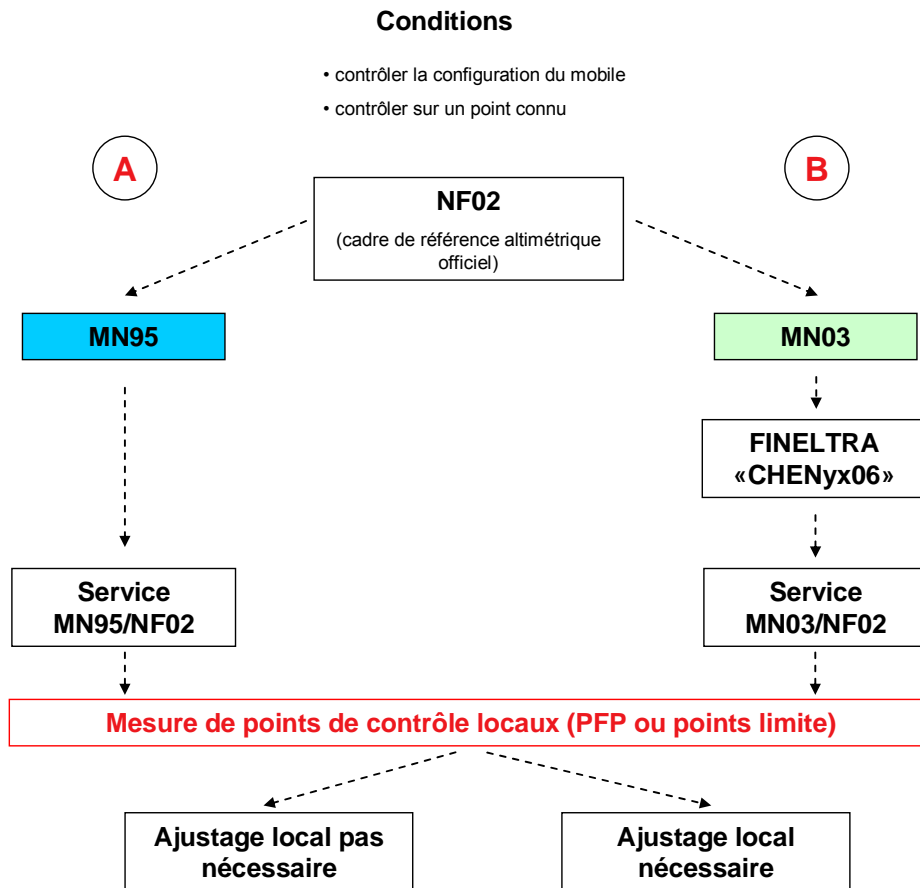 Conditions
• contrôler la configuration du mobile
• contrôler sur un point connu
A
B
NF02
(cadre de référence altimétrique
officiel)
MN95
MN03
FINELTRA
«CHENyx06»
Service
MN95/NF02
Service
MN03/NF02
Mesure de points de contrôle locaux (PFP ou points limite)
Ajustage local pas
nécessaire
Ajustage local
nécessaire